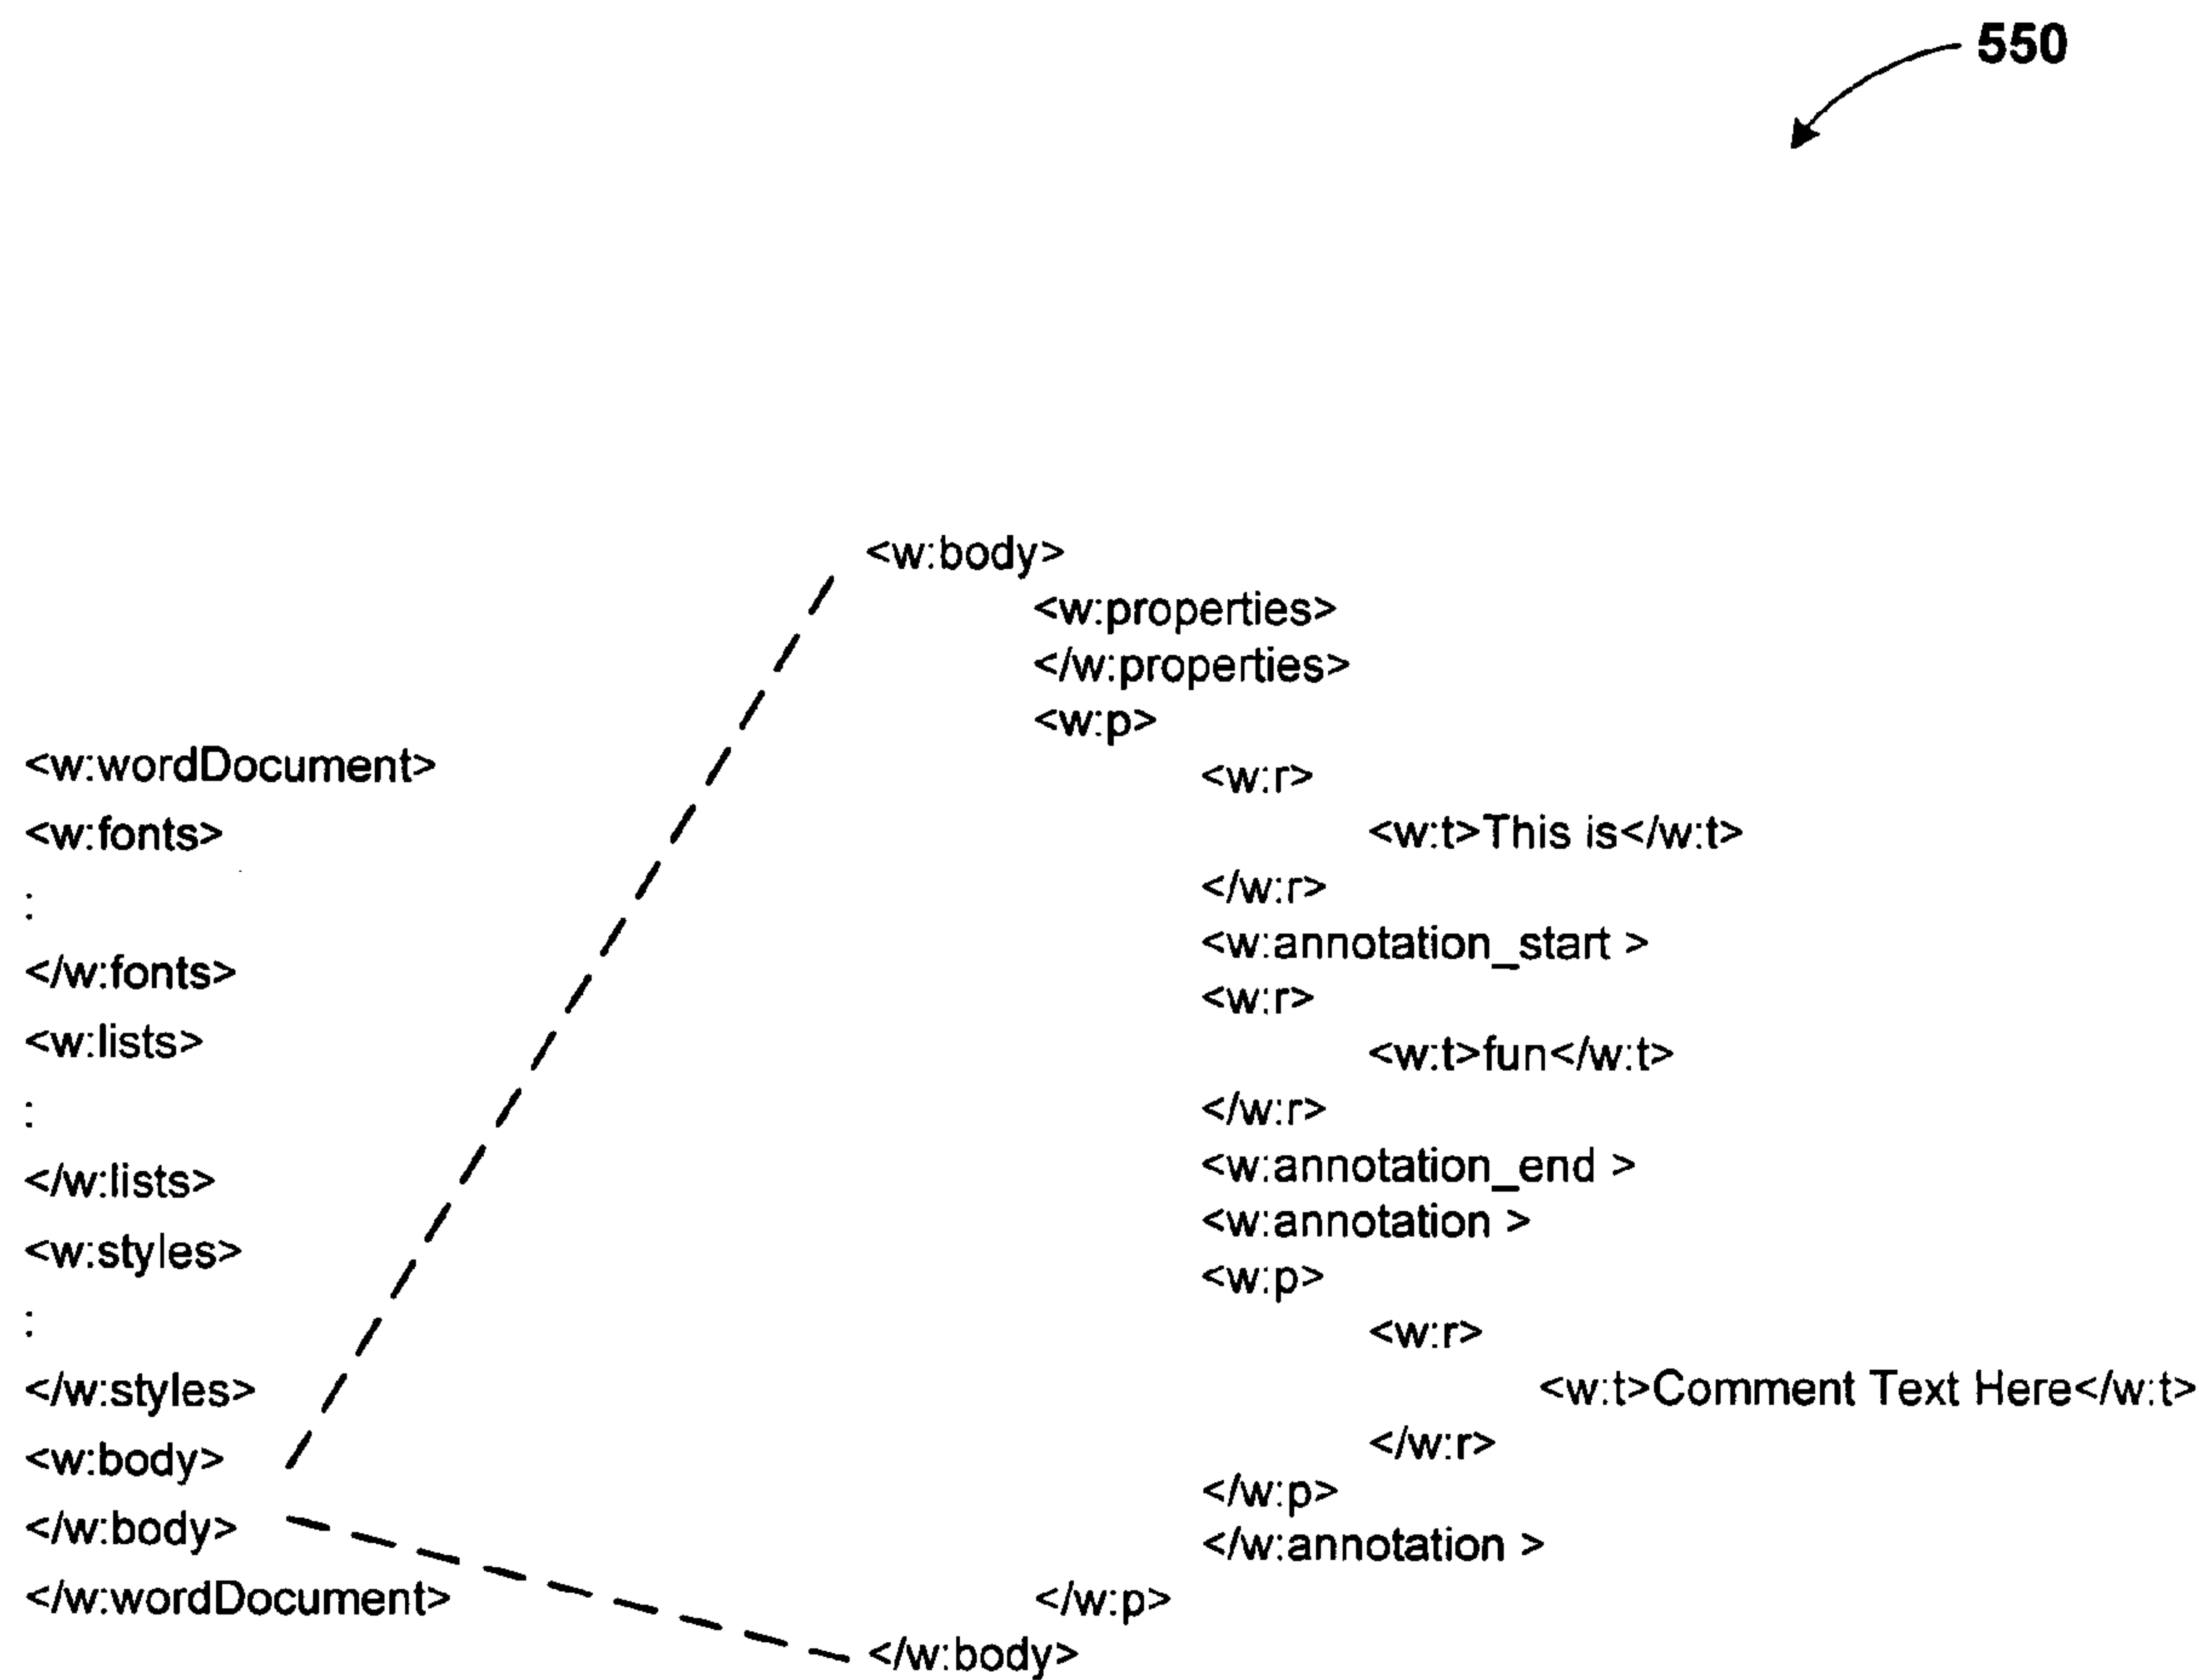 550
<w:wordDocument>
<w:fonts>
:
</w:fonts>
<w:lists>
:
</w:lists>
<w:styles>
:
</w:styles>
<w:body>
</w:body>
</w:wordDocument>
<w:body>
<w:properties>
</w:properties>
<w:p>
<w:r>
<w:t>This is</w:t>
</w:r>
<w:annotation_start >
<w:r>
<w:t>fun</w:t>
</w:r>
<w:annotation_end >
<w:annotation >
<w:p>
<w:r>
<w:t>Comment Text Here</w:t>
</w:r>
</w:p>
</w:annotation >
</w:p>
</w:body>